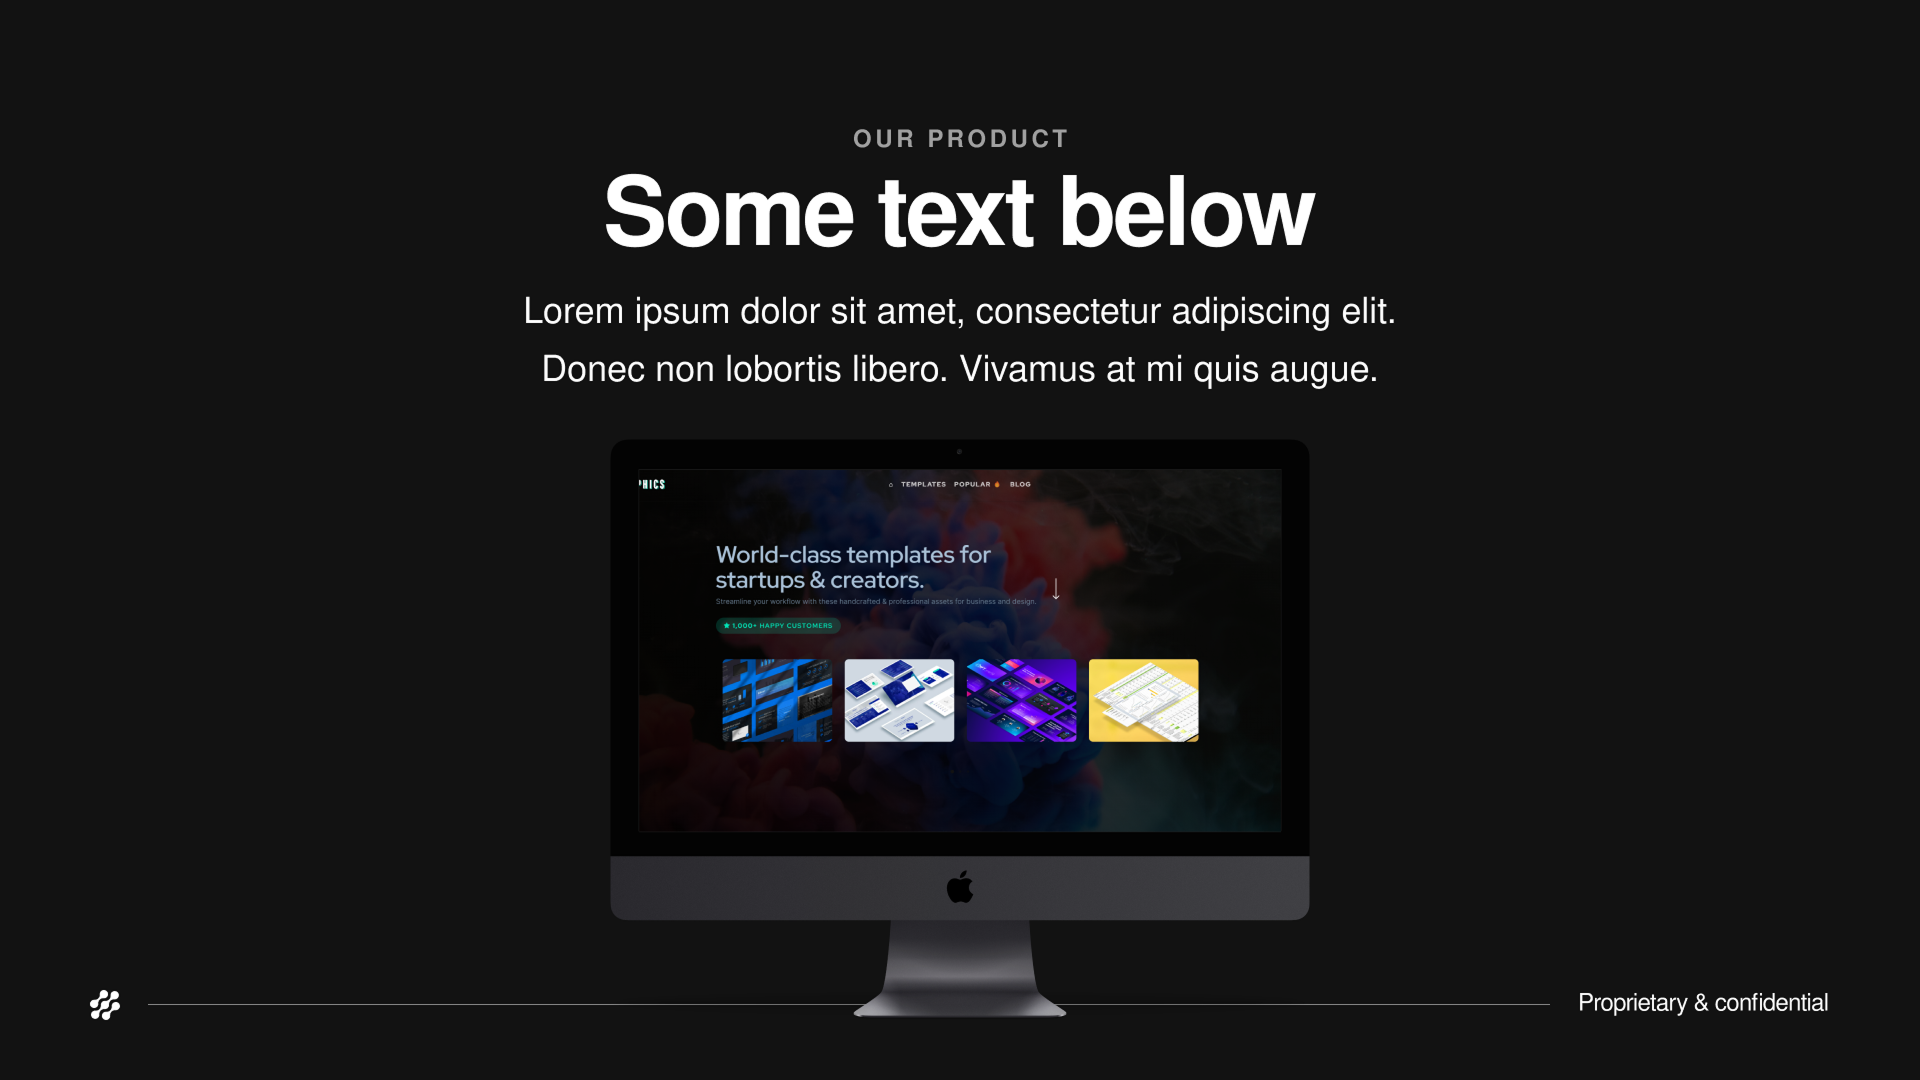 OUR PRODUCT
Some text below
Lorem ipsum dolor sit amet, consectetur adipiscing elit.
Donec non lobortis libero. Vivamus at mi quis augue.
PHICS
TEMPLATES POPULAR BLOG
World-class templates for
startups & creators.
Streamline your workflow with these handcrafted & professional assets for business and design.
1,000+ HAPPY CUSTOMERS
Proprietary & confidential